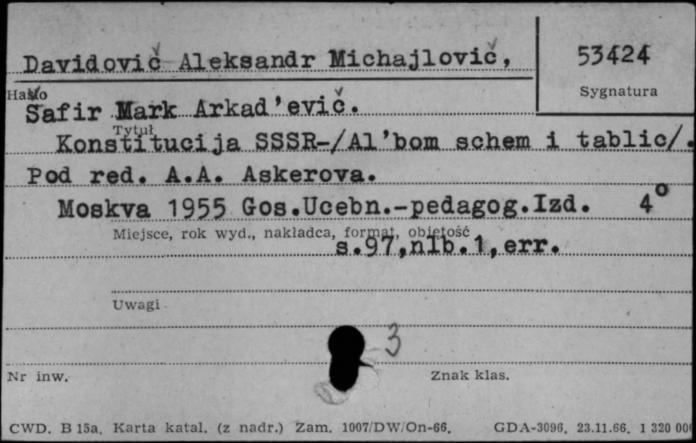 Davidovič Aleksandr Michajlovič,
53424
Sygnatura
Hasło
Šafir Mark Arkad'evič.
Tytuł
Konstitucija SSSR-/Al'bom schem i tablic/.
Pod red. A.A. Askerova.
Moskva 1955 Gos.Ucebn.-pedagog.Izd. 4°
Miejsce, rok wyd., nakładca, format, objętość
s.97,nlb.1,err.
Uwagi
3
Nr inw.
Znak klas.
CWD. B 15a. Karta katal. (z nadr.) Zam. 1007/DW/On-66. GDA-3096. 23.11.66. 1 320 000